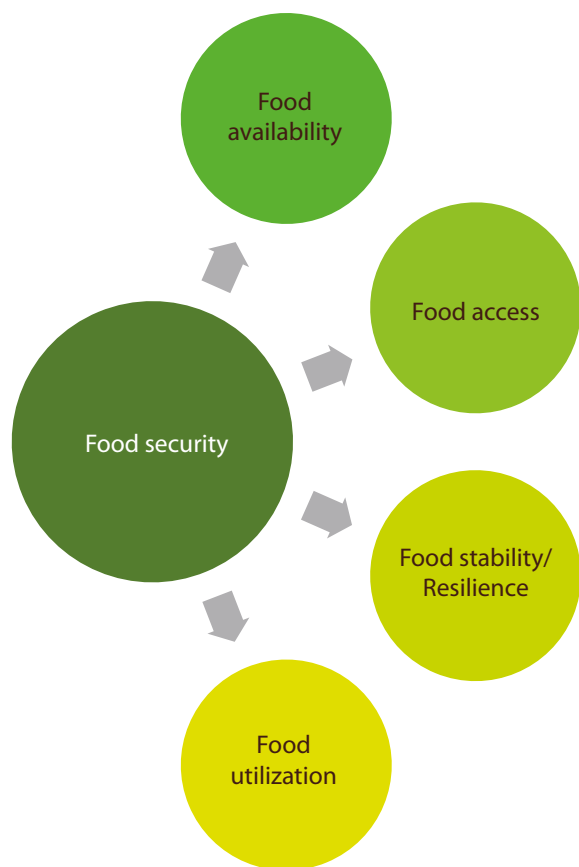 Food
availability
Food access
Food security
Food stability/
Resilience
Food
utilization